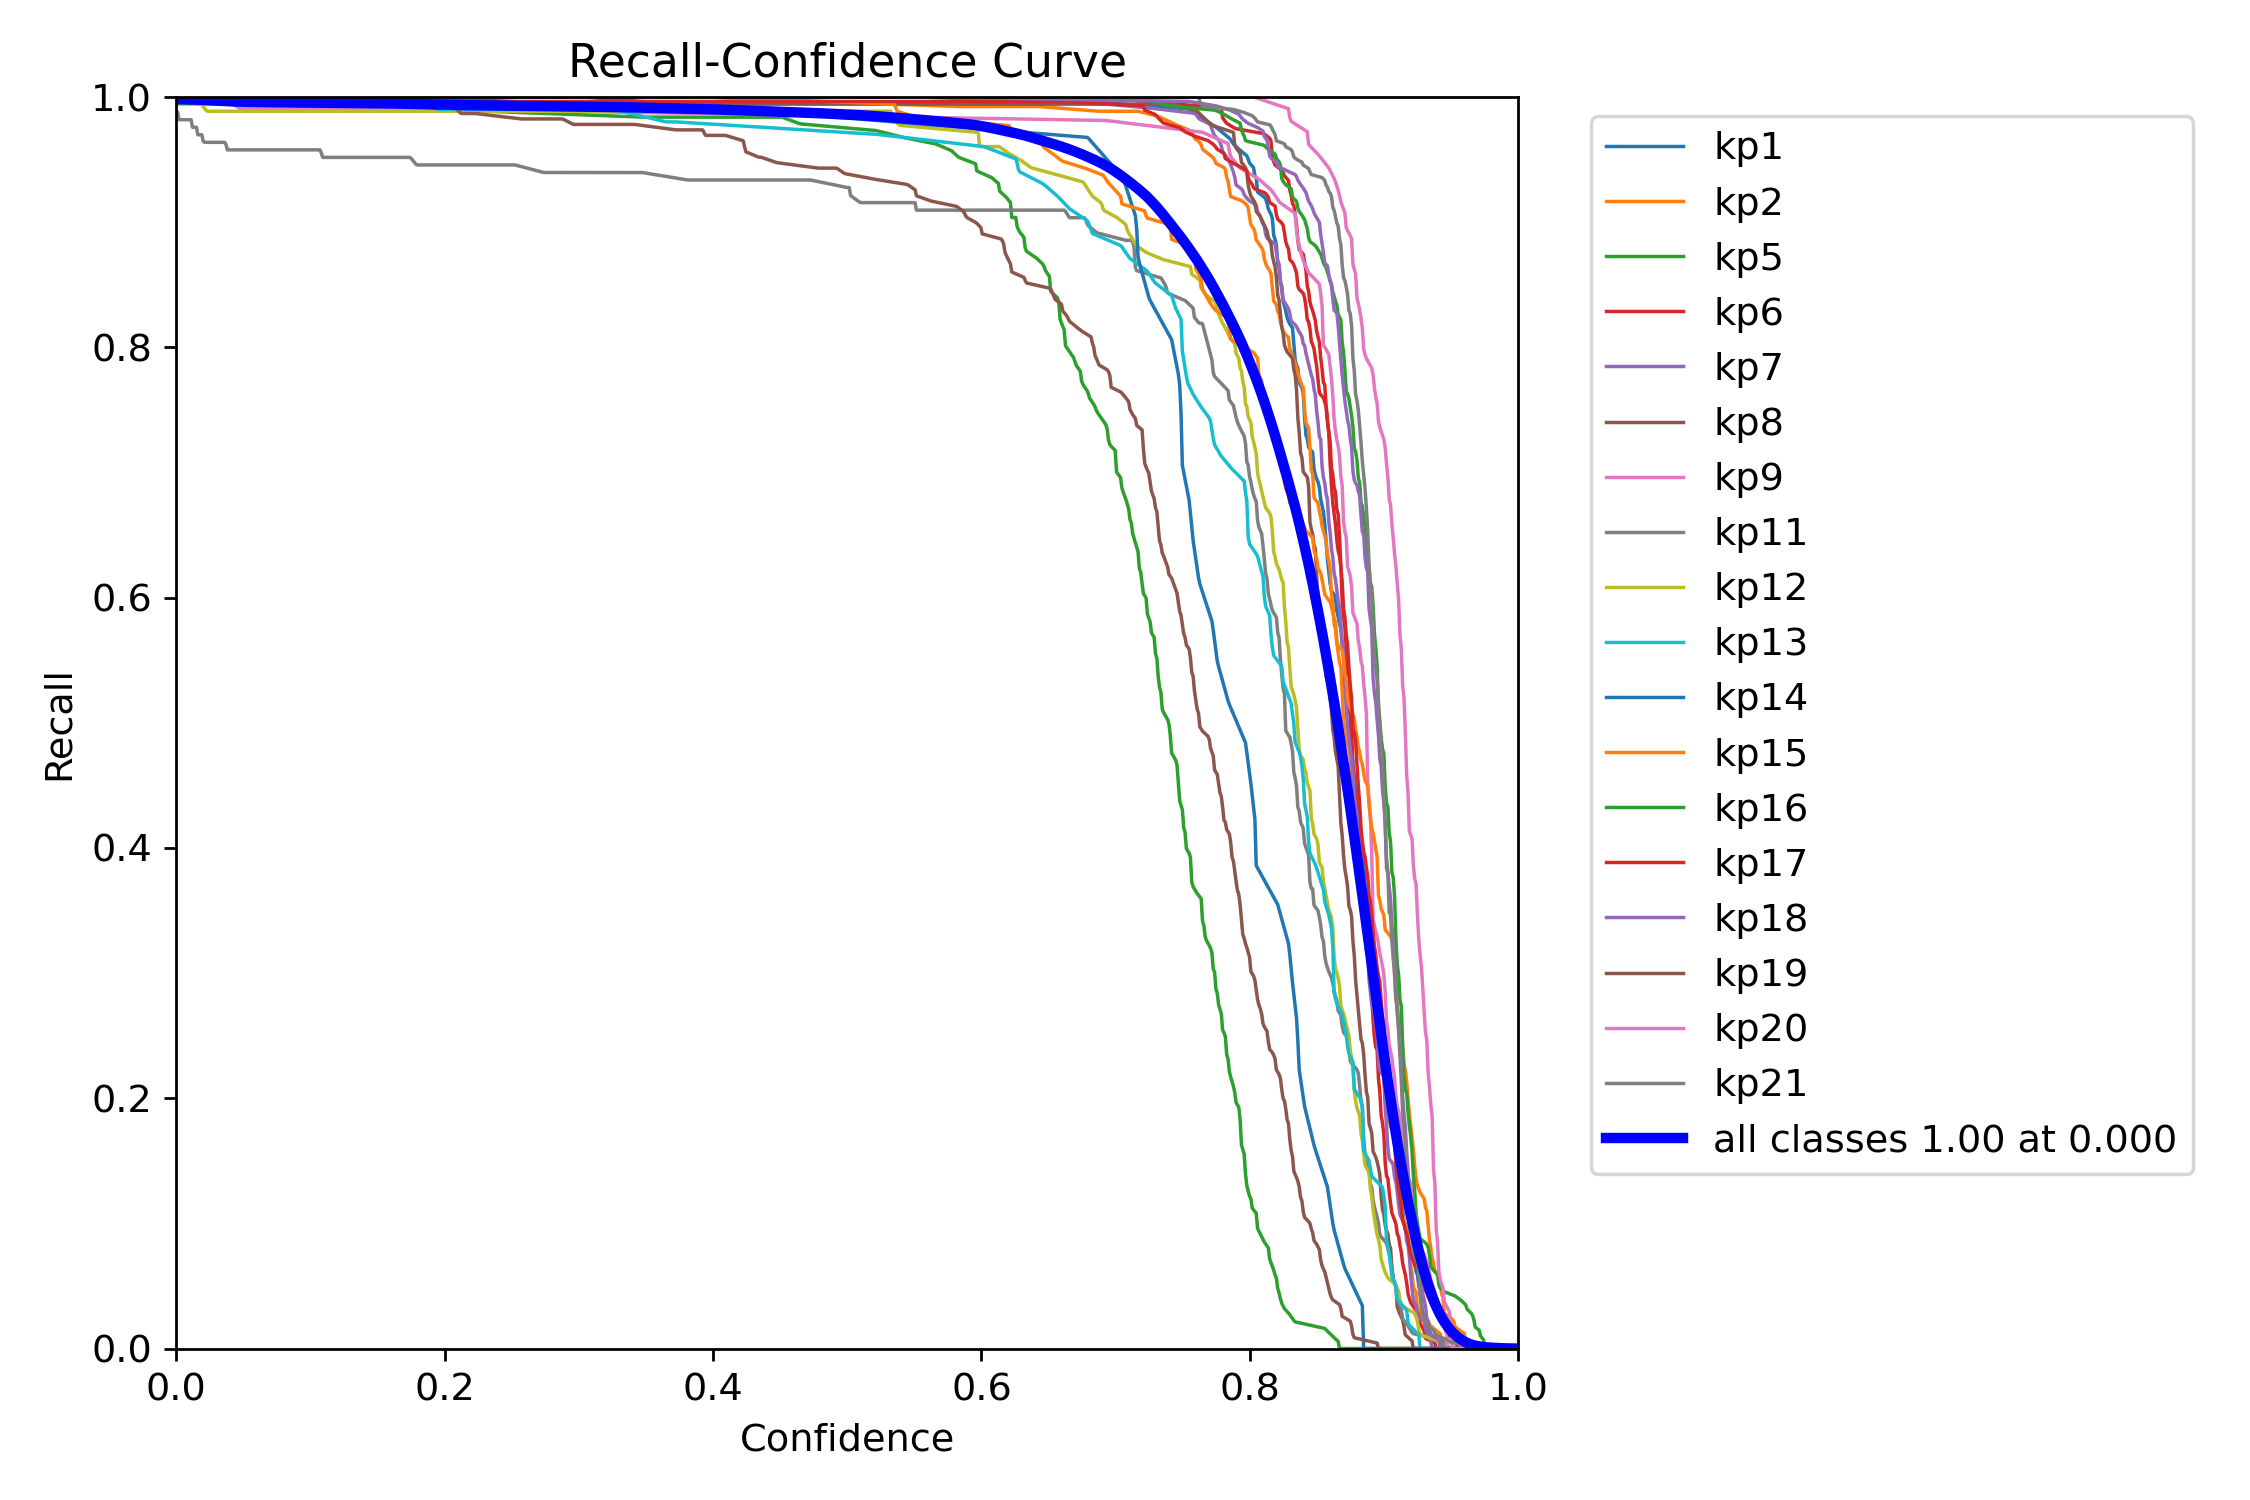 Recall-Confidence Curve
1.0
0.8
0.6
0.4
0.2
0.0
Recall
0.0 0.2 0.4 0.6 0.8 1.0
Confidence
kp1
kp2
kp5
kp6
kp7
kp8
kp9
kp11
kp12
kp13
kp14
kp15
kp16
kp17
kp18
kp19
kp20
kp21
all classes 1.00 at 0.000